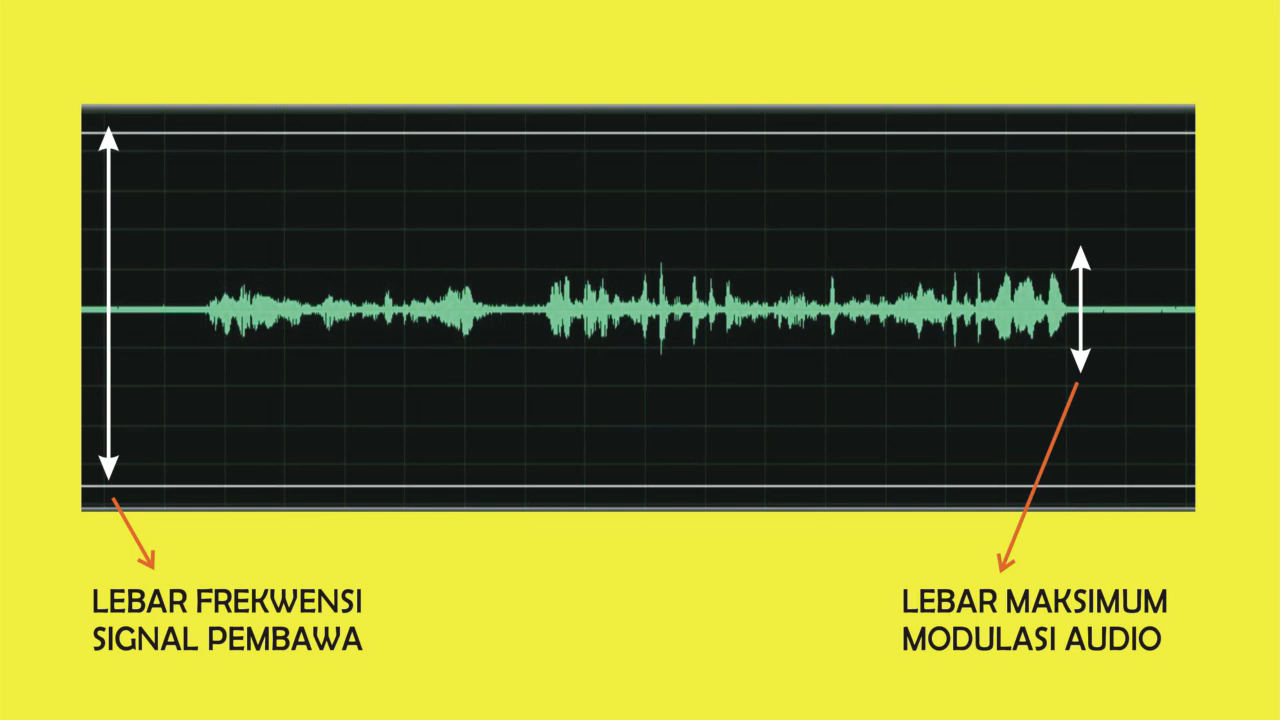 LEBAR FREKWENSI
SIGNAL PEMBAWA
LEBAR MAKSIMUM
MODULASI AUDIO